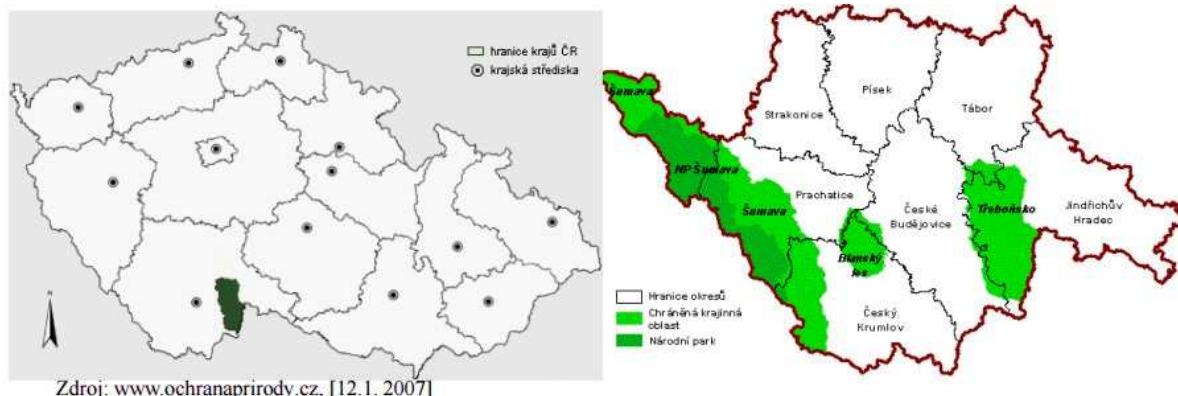 hranice krajů ČR
krajská střediska
N
Zdroj: www.ochranaprirody.cz, [12.1. 2007]
Šumava
Písek
Strakonice
Tábor
NP Šumava
Prachatice
Šumava
České
Budějovice
Třeboňsko
Jindřichův
Hradec
Blanský
les
Český
Krumlov
Hranice okresů
Chráněná krajinná
oblast
Národní park